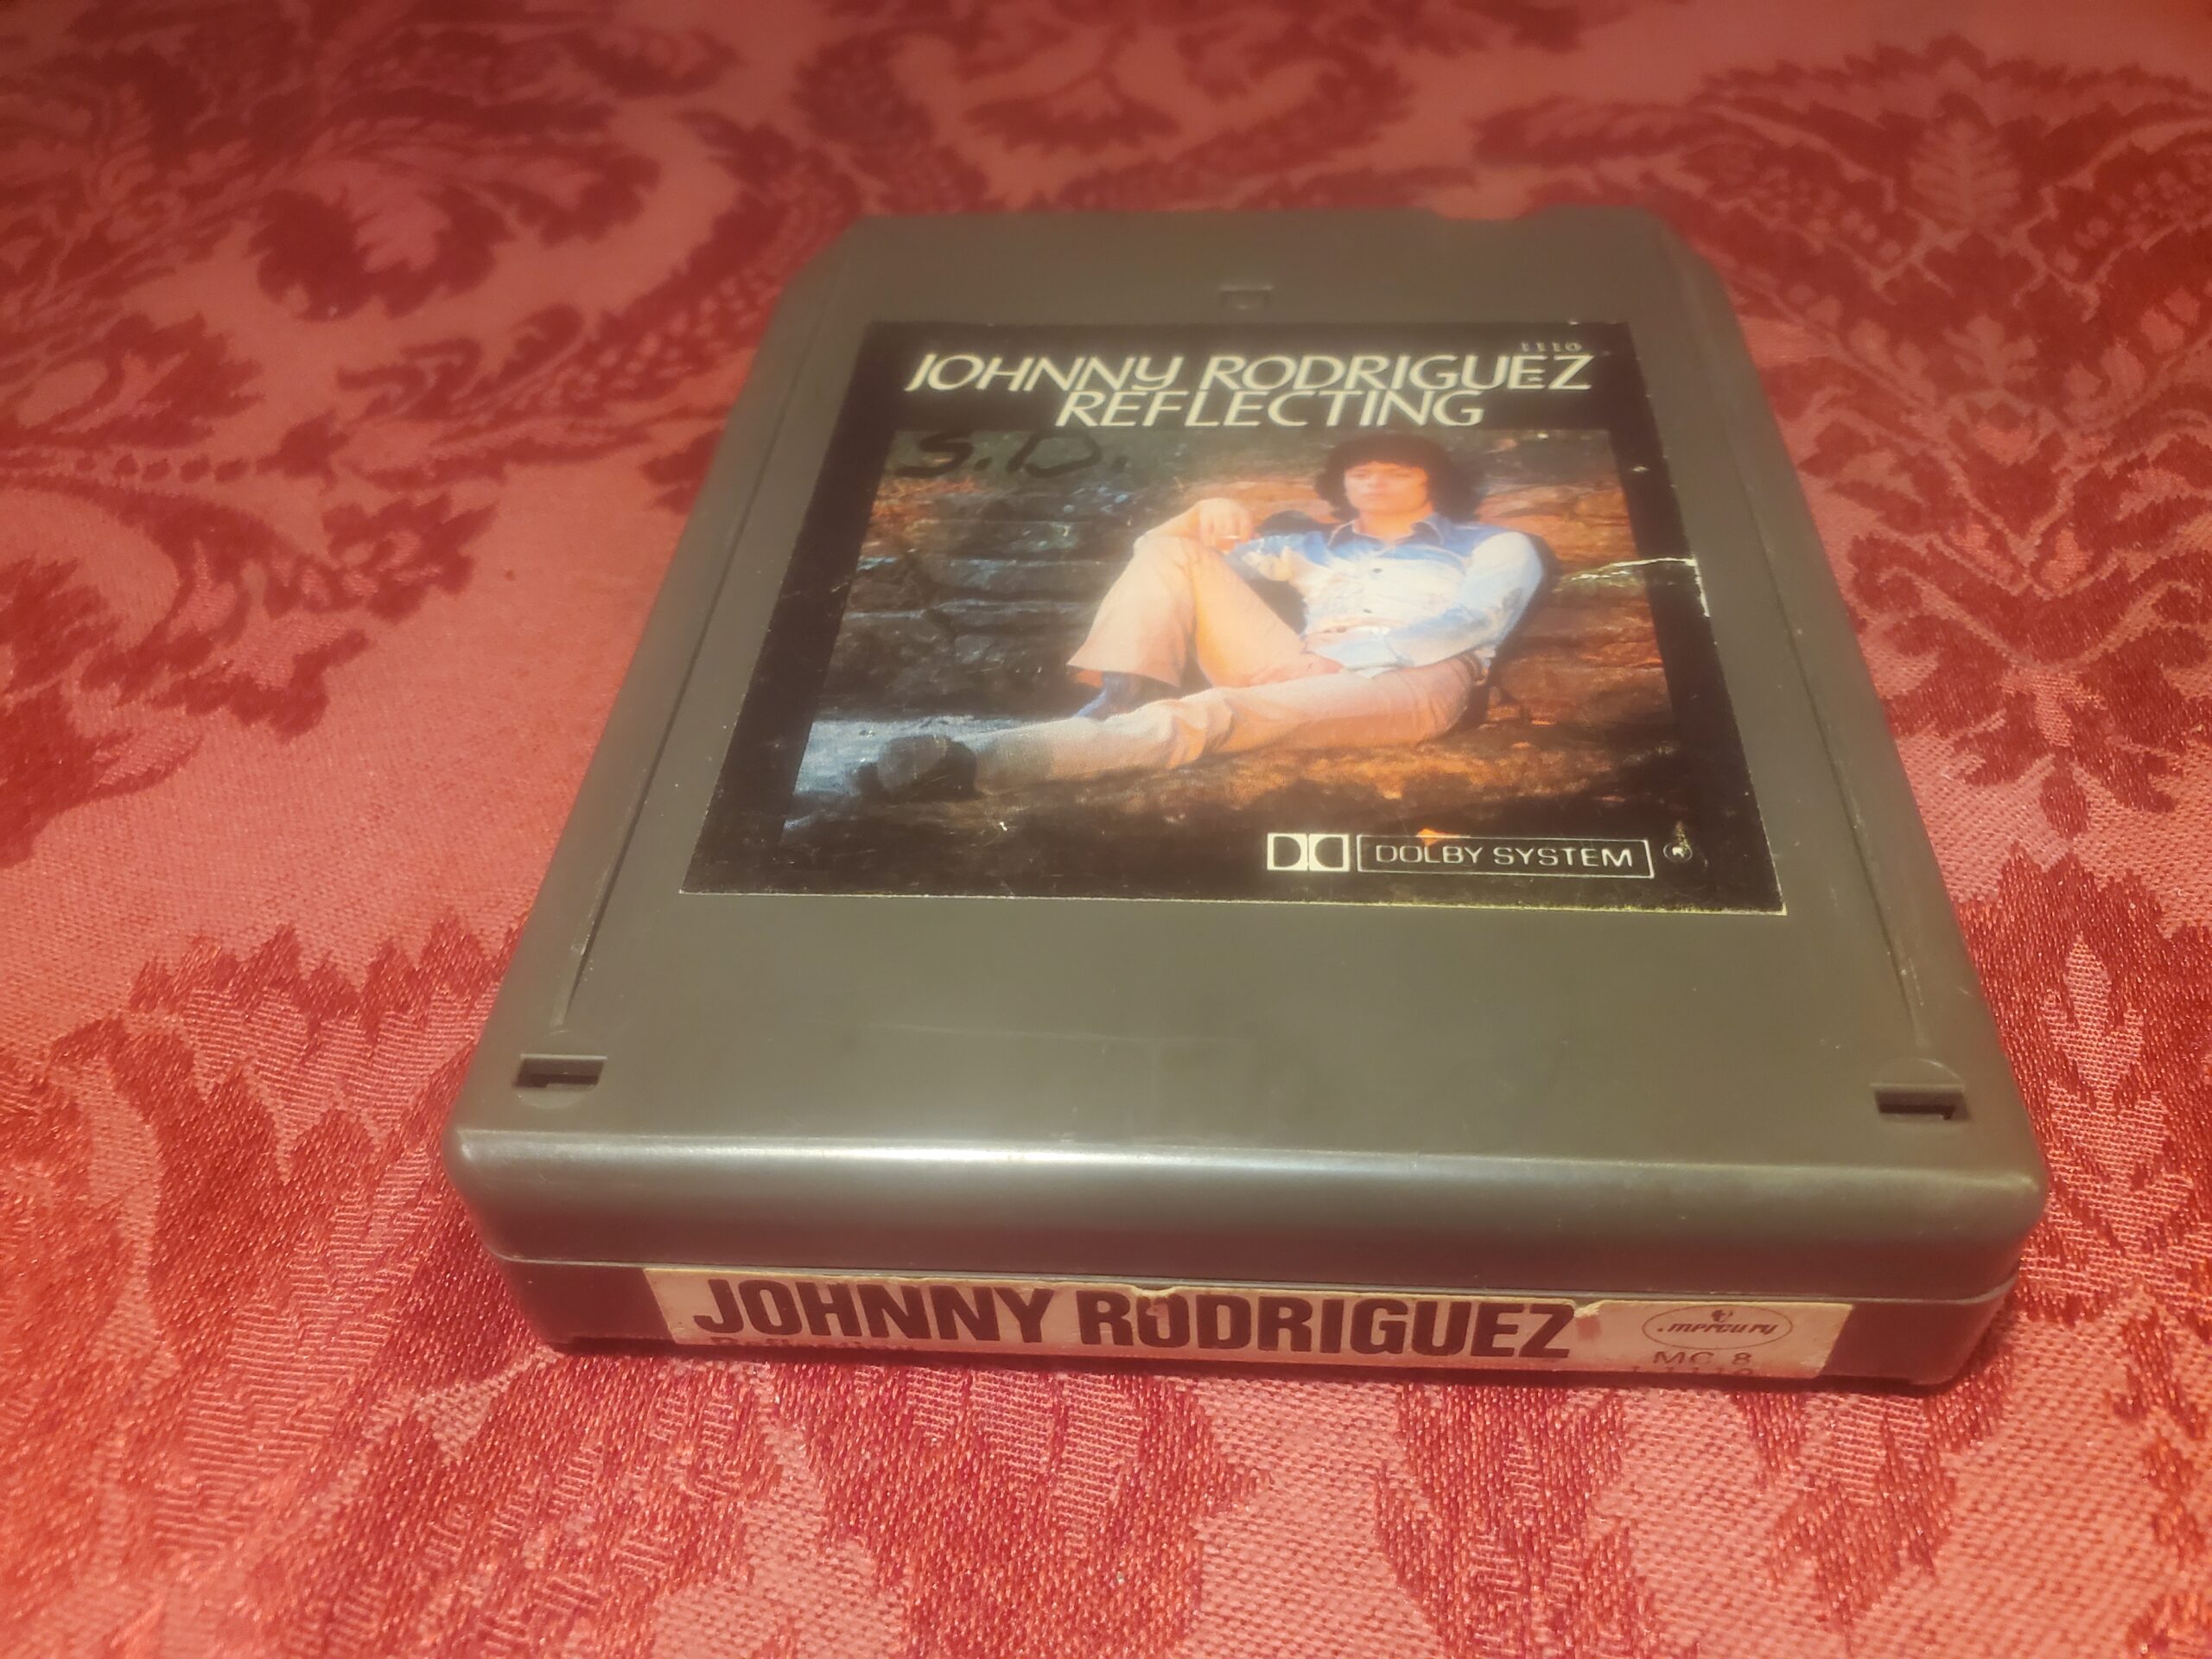 1110
JOHNNY RODRIGUEZ
REFLECTING
S.D.
DOLBY SYSTEM
JOHNNY RODRIGUEZ
mercury
MC 8